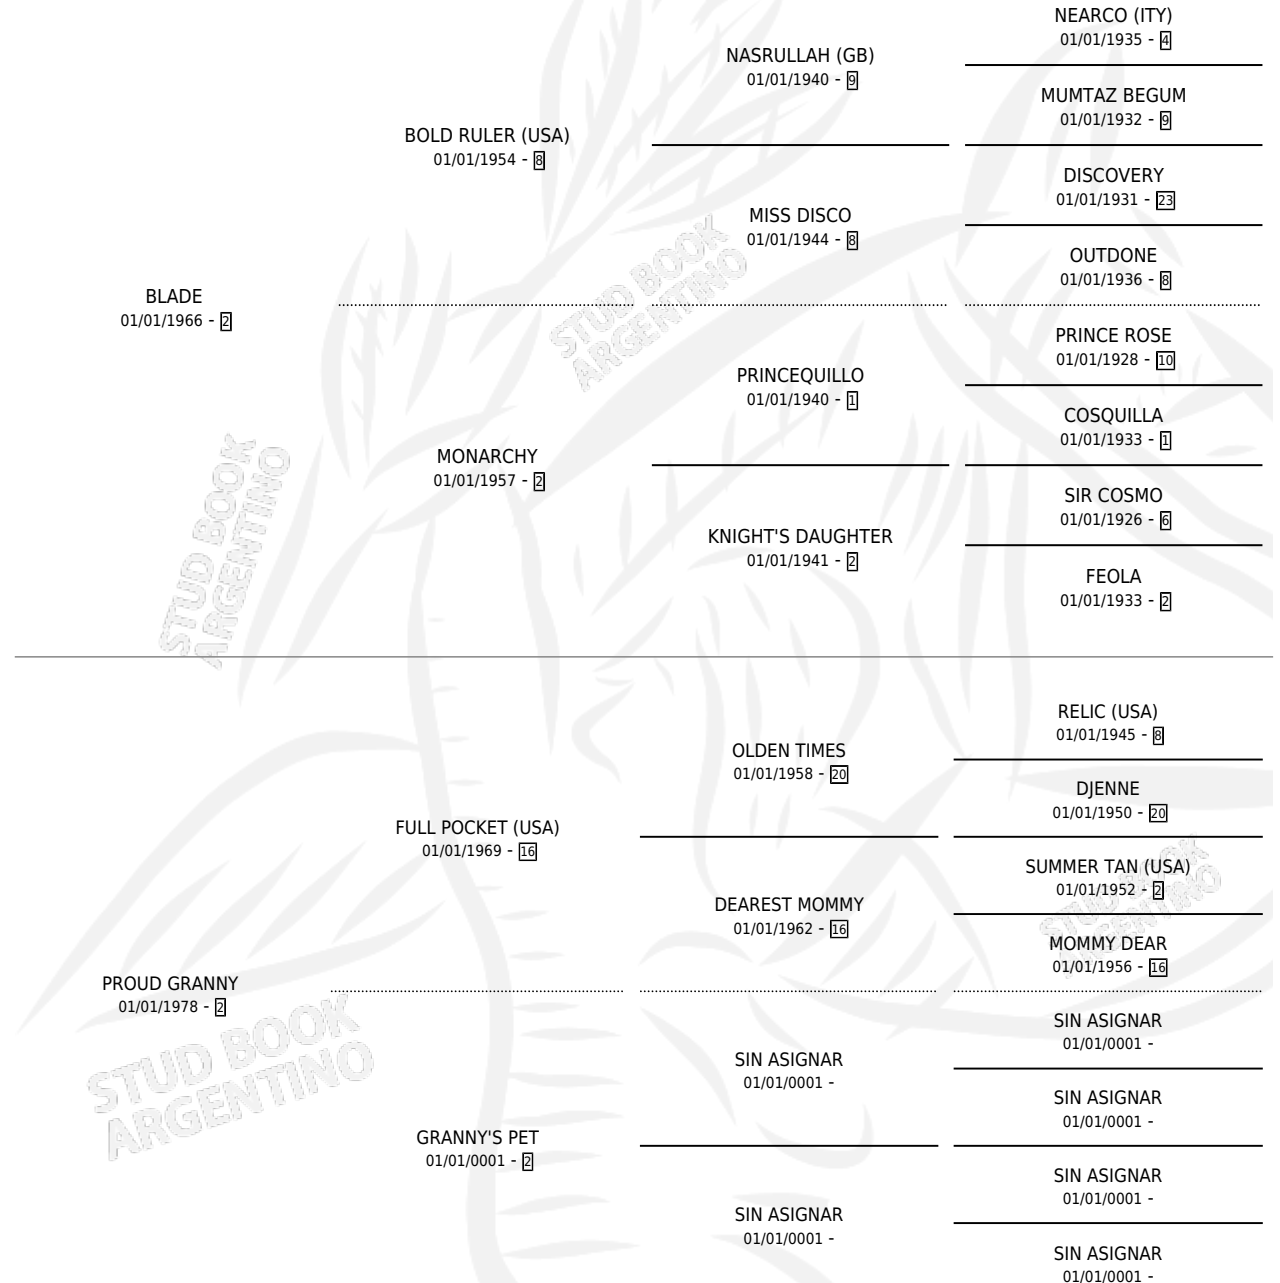 NEARCO (ITY)
01/01/1935 - 4
NASRULLAH (GB)
01/01/1940 - 9
MUMTAZ BEGUM
01/01/1932 - 9
BOLD RULER (USA)
01/01/1954 - 8
DISCOVERY
01/01/1931 - 23
MISS DISCO
01/01/1944 - 8
OUTDONE
01/01/1936 - 8
BLADE
01/01/1966 - 2
STUD BOOK
ARGENTINO
PRINCE ROSE
01/01/1928 - 10
PRINCEQUILLO
01/01/1940 - 1
COSQUILLA
01/01/1933 - 1
MONARCHY
01/01/1957 - 2
SIR COSMO
01/01/1926 - 6
KNIGHT'S DAUGHTER
01/01/1941 - 2
FEOLA
01/01/1933 - 2
STUD BOOK
ARGENTINO
RELIC (USA)
01/01/1945 - 8
OLDEN TIMES
01/01/1958 - 20
DJENNE
01/01/1950 - 20
FULL POCKET (USA)
01/01/1969 - 16
SUMMER TAN (USA)
01/01/1952 - 2
DEAREST MOMMY
01/01/1962 - 16
MOMMY DEAR
01/01/1956 - 16
STUD BOOK
ARGENTINO
PROUD GRANNY
01/01/1978 - 2
STUD BOOK
ARGENTINO
SIN ASIGNAR
01/01/0001 -
SIN ASIGNAR
01/01/0001 -
SIN ASIGNAR
01/01/0001 -
GRANNY'S PET
01/01/0001 - 2
SIN ASIGNAR
01/01/0001 -
SIN ASIGNAR
01/01/0001 -
SIN ASIGNAR
01/01/0001 -